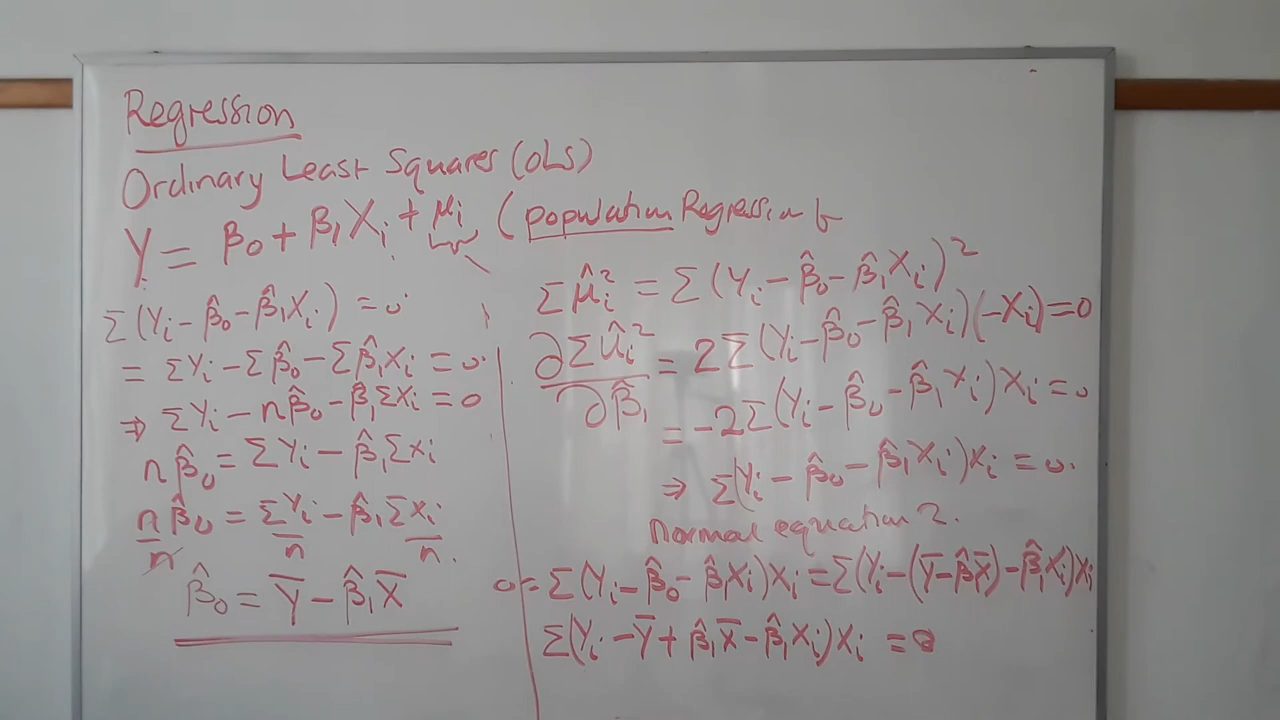 Regression
Ordinary Least Squares (OLS)
Y = β₀ + β₁Xᵢ + μᵢ (population Regression f
Σ(Yᵢ - β̂₀ - β̂₁Xᵢ) = 0
= ΣYᵢ - Σβ̂₀ - Σβ̂₁Xᵢ = 0
⇒ ΣYᵢ - nβ̂₀ - β̂₁ΣXᵢ = 0
nβ̂₀ = ΣYᵢ - β̂₁ΣXᵢ
nβ̂₀/n = ΣYᵢ/n - β̂₁ΣXᵢ/n
β̂₀ = Ȳ - β̂₁X̄
Σμ̂ᵢ² = Σ(Yᵢ - β̂₀ - β̂₁Xᵢ)²
∂Σûᵢ²/∂β̂₁ = 2Σ(Yᵢ - β̂₀ - β̂₁Xᵢ)(-Xᵢ) = 0
= -2Σ(Yᵢ - β̂₀ - β̂₁Xᵢ)Xᵢ = 0
⇒ Σ(Yᵢ - β̂₀ - β̂₁Xᵢ)Xᵢ = 0.
Normal equation 2.
0 = Σ(Yᵢ - β̂₀ - β̂₁Xᵢ)Xᵢ = Σ(Yᵢ - (Ȳ - β̂X̄) - β̂₁Xᵢ)Xᵢ
Σ(Yᵢ - Ȳ + β̂₁X̄ - β̂₁Xᵢ)Xᵢ = 0